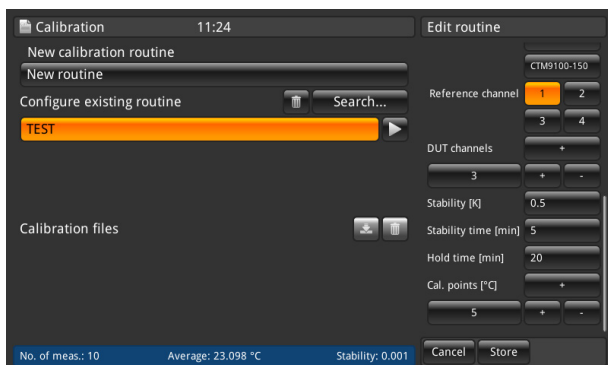 Calibration 11:24
New calibration routine
New routine
Configure existing routine Search...
TEST
Calibration files
No. of meas.: 10 Average: 23.098 °C Stability: 0.001
Edit routine
CTM9100-150
Reference channel 1 2
3 4
DUT channels +
3 + -
Stability [K] 0.5
Stability time [min] 5
Hold time [min] 20
Cal. points [°C] +
5 + -
Cancel Store